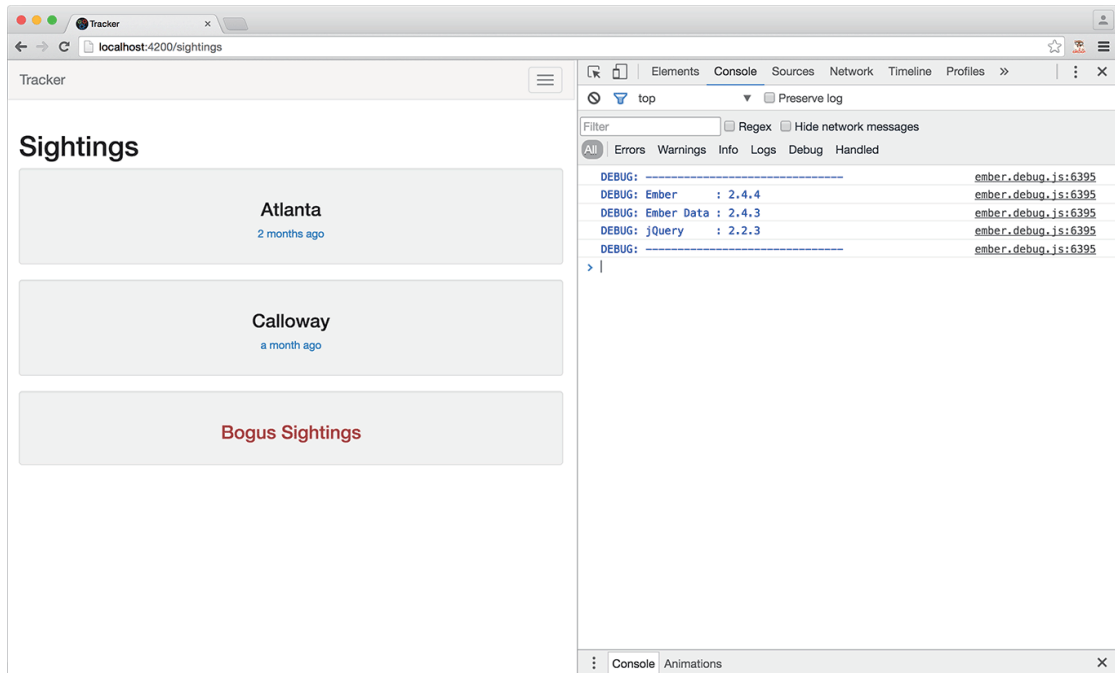 Tracker
localhost:4200/sightings
Tracker
Sightings
Atlanta
2 months ago
Calloway
a month ago
Bogus Sightings
Elements Console Sources Network Timeline Profiles »
top ▼ Preserve log
Filter Regex Hide network messages
All Errors Warnings Info Logs Debug Handled
DEBUG: ------------------------------- ember.debug.js:6395
DEBUG: Ember      : 2.4.4 ember.debug.js:6395
DEBUG: Ember Data : 2.4.3 ember.debug.js:6395
DEBUG: jQuery     : 2.2.3 ember.debug.js:6395
DEBUG: ------------------------------- ember.debug.js:6395
>
Console Animations